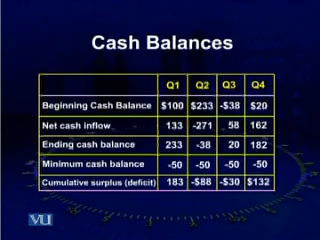 Cash Balances
Q1 Q2 Q3 Q4
Beginning Cash Balance $100 $233 -$38 $20
Net cash inflow 133 -271 58 162
Ending cash balance 233 -38 20 182
Minimum cash balance -50 -50 -50 -50
Cumulative surplus (deficit) 183 -$88 -$30 $132
VU